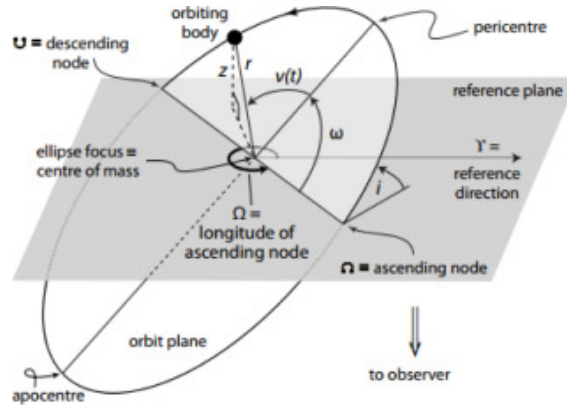 orbiting
body
℧ = descending
node
pericentre
z
r
ν(t)
reference plane
ellipse focus =
centre of mass
ω
♈ =
reference
direction
i
Ω =
longitude of
ascending node
☊ = ascending node
orbit plane
to observer
apocentre